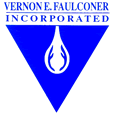 VERNON E. FAULCONER
INCORPORATED